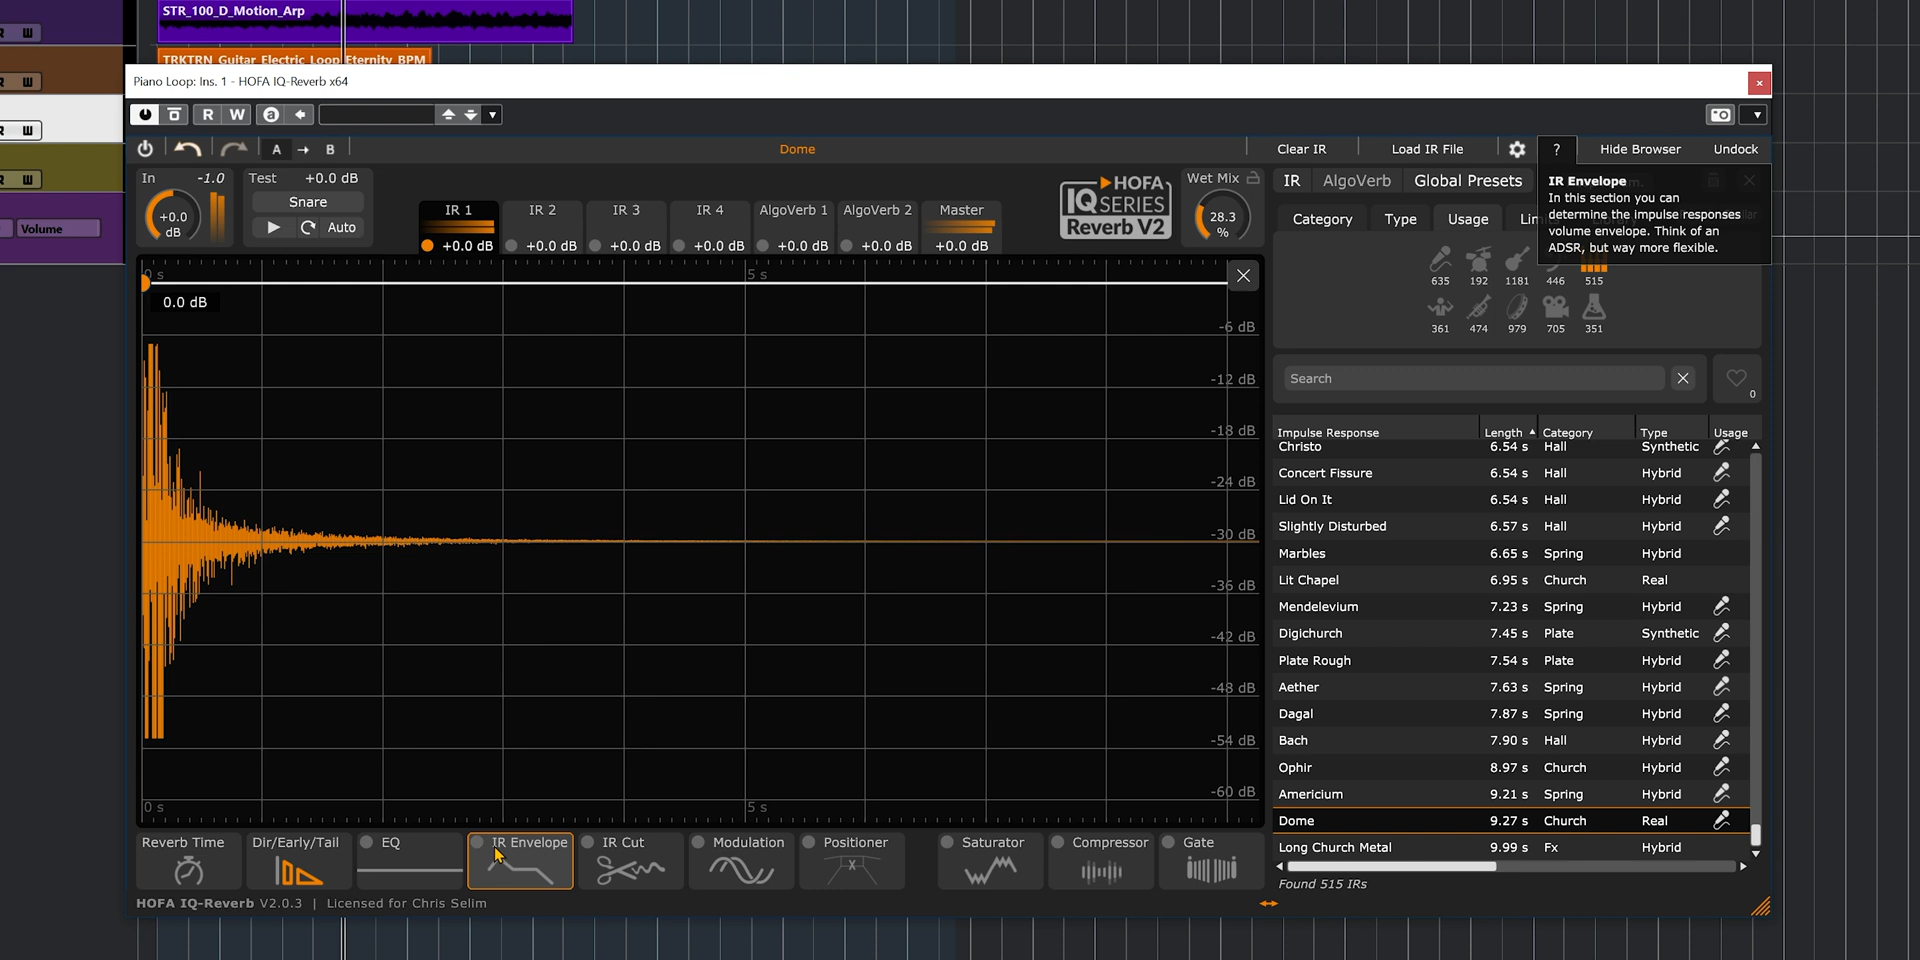 STR_100_D_Motion_Arp
TRKTRN Guitar Electric Loop Eternity BPM
W
W
W
W
Volume
Piano Loop: Ins. 1 - HOFA IQ-Reverb x64
R W a
A → B
Dome
Clear IR
Load IR File
?
Hide Browser
Undock
In -1.0
+0.0
dB
Test +0.0 dB
Snare
Auto
IR 1
+0.0 dB
IR 2
+0.0 dB
IR 3
+0.0 dB
IR 4
+0.0 dB
AlgoVerb 1
+0.0 dB
AlgoVerb 2
+0.0 dB
Master
+0.0 dB
HOFA
IQ SERIES
Reverb V2
Wet Mix
28.3
%
IR AlgoVerb Global Presets
Category Type Usage
IR Envelope
In this section you can
determine the impulse responses
volume envelope. Think of an
ADSR, but way more flexible.
635 192 1181 446 515
361 474 979 705 351
Search
0
0 s 5 s
0.0 dB
-6 dB
-12 dB
-18 dB
-24 dB
-30 dB
-36 dB
-42 dB
-48 dB
-54 dB
-60 dB
0 s 5 s
Impulse Response Length Category Type Usage
Christo 6.54 s Hall Synthetic
Concert Fissure 6.54 s Hall Hybrid
Lid On It 6.54 s Hall Hybrid
Slightly Disturbed 6.57 s Hall Hybrid
Marbles 6.65 s Spring Hybrid
Lit Chapel 6.95 s Church Real
Mendelevium 7.23 s Spring Hybrid
Digichurch 7.45 s Plate Synthetic
Plate Rough 7.54 s Plate Hybrid
Aether 7.63 s Spring Hybrid
Dagal 7.87 s Spring Hybrid
Bach 7.90 s Hall Hybrid
Ophir 8.97 s Church Hybrid
Americium 9.21 s Spring Hybrid
Dome 9.27 s Church Real
Long Church Metal 9.99 s Fx Hybrid
Found 515 IRs
Reverb Time
Dir/Early/Tail
EQ
IR Envelope
IR Cut
Modulation
Positioner
Saturator
Compressor
Gate
HOFA IQ-Reverb V2.0.3 | Licensed for Chris Selim